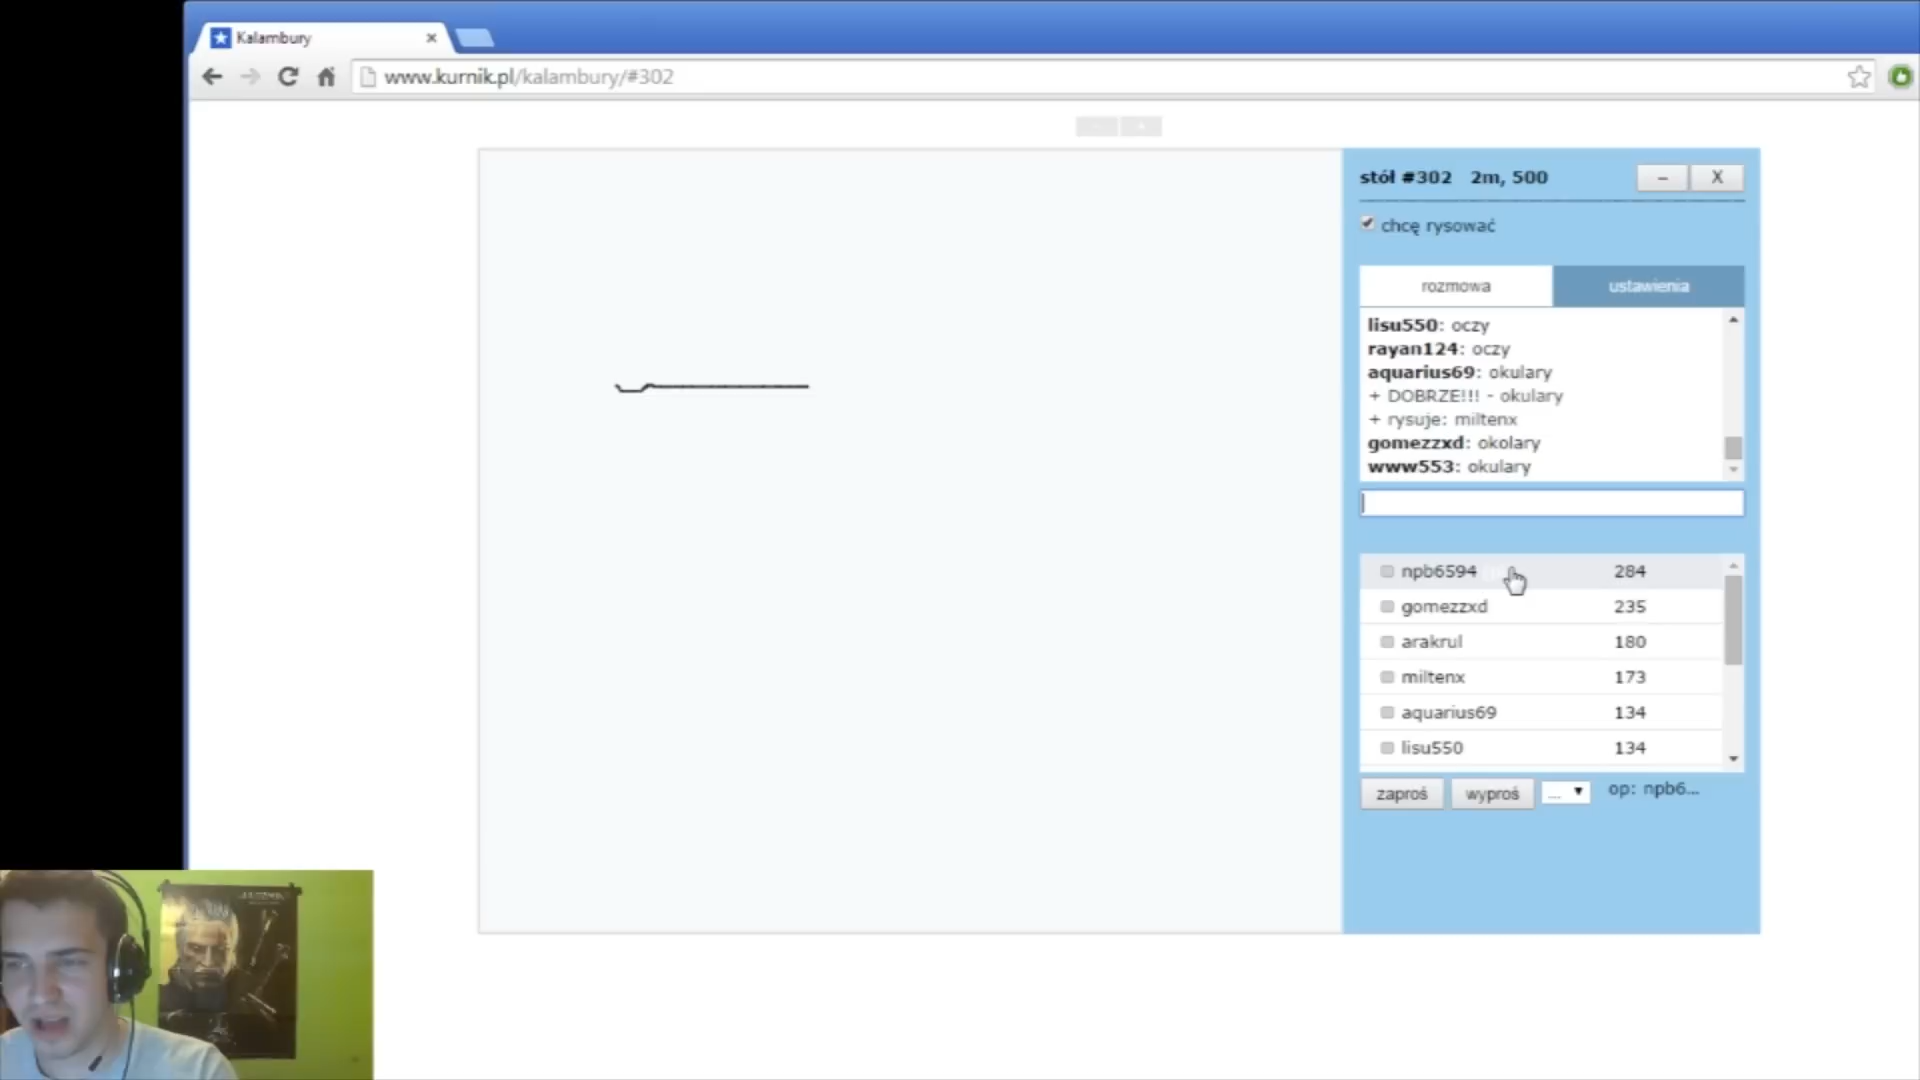 Kalambury
www.kurnik.pl/kalambury/#302
- +
stół #302 2m, 500
– X
chcę rysować
rozmowa ustawienia
lisu550: oczy
rayan124: oczy
aquarius69: okulary
+ DOBRZE!!! - okulary
+ rysuje: miltenx
gomezzxd: okolary
www553: okulary
npb6594 284
gomezzxd 235
arakrul 180
miltenx 173
aquarius69 134
lisu550 134
zaproś wyproś ... op: npb6...